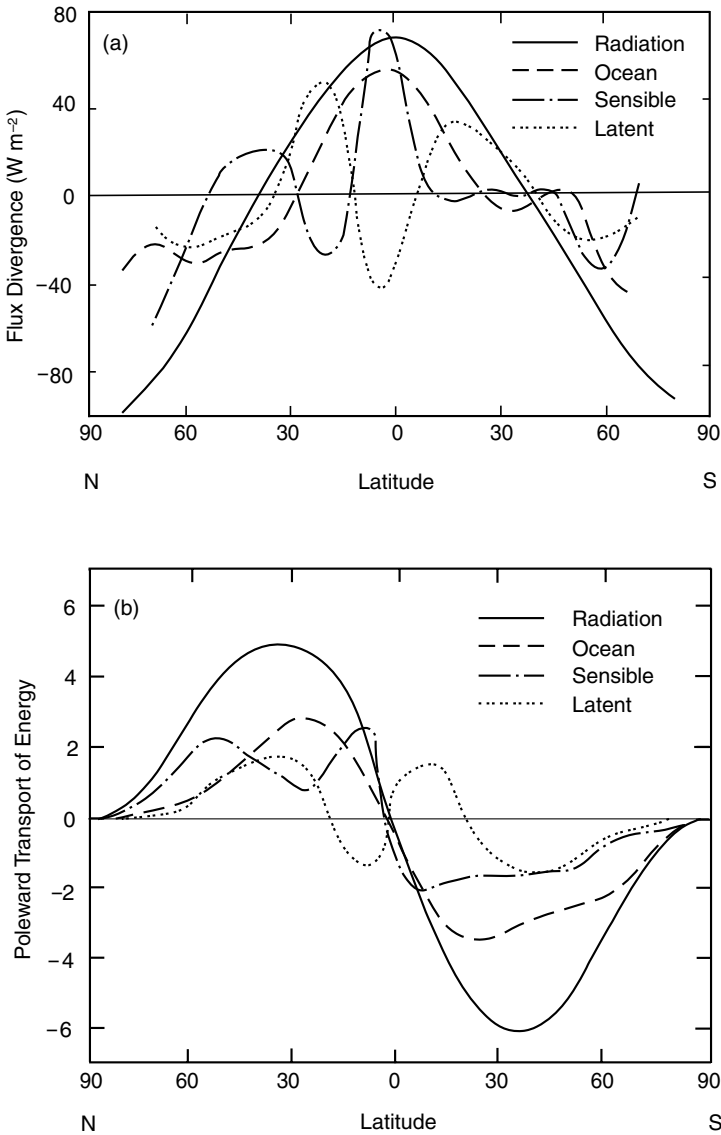 80
(a)
Radiation
Ocean
Sensible
Latent
40
0
−40
−80
Flux Divergence (W m⁻²)
90 60 30 0 30 60 90
N Latitude S
6
(b)
Radiation
Ocean
Sensible
Latent
4
2
0
−2
−4
−6
Poleward Transport of Energy
90 60 30 0 30 60 90
N Latitude S